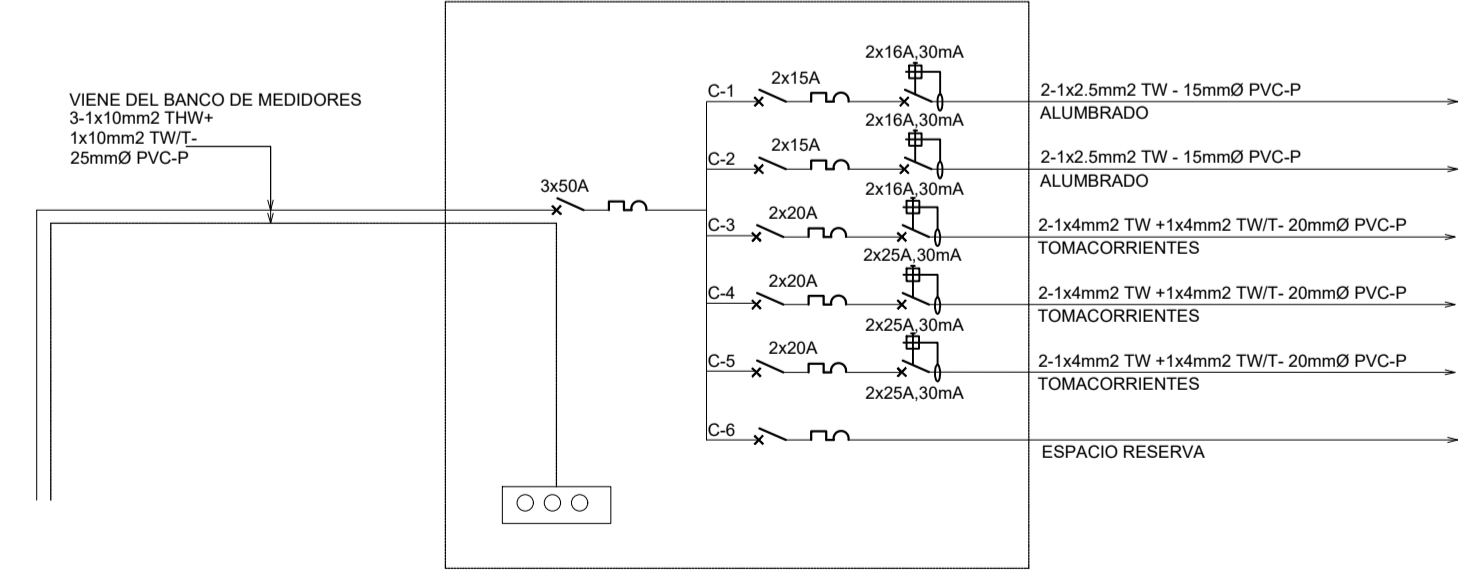 VIENE DEL BANCO DE MEDIDORES
3-1x10mm2 THW+
1x10mm2 TW/T-
25mmØ PVC-P
3x50A
2x16A,30mA
C-1
2x15A
2-1x2.5mm2 TW - 15mmØ PVC-P
ALUMBRADO
2x16A,30mA
C-2
2x15A
2-1x2.5mm2 TW - 15mmØ PVC-P
ALUMBRADO
2x16A,30mA
C-3
2x20A
2-1x4mm2 TW +1x4mm2 TW/T- 20mmØ PVC-P
TOMACORRIENTES
2x25A,30mA
C-4
2x20A
2-1x4mm2 TW +1x4mm2 TW/T- 20mmØ PVC-P
TOMACORRIENTES
2x25A,30mA
C-5
2x20A
2-1x4mm2 TW +1x4mm2 TW/T- 20mmØ PVC-P
TOMACORRIENTES
2x25A,30mA
C-6
ESPACIO RESERVA